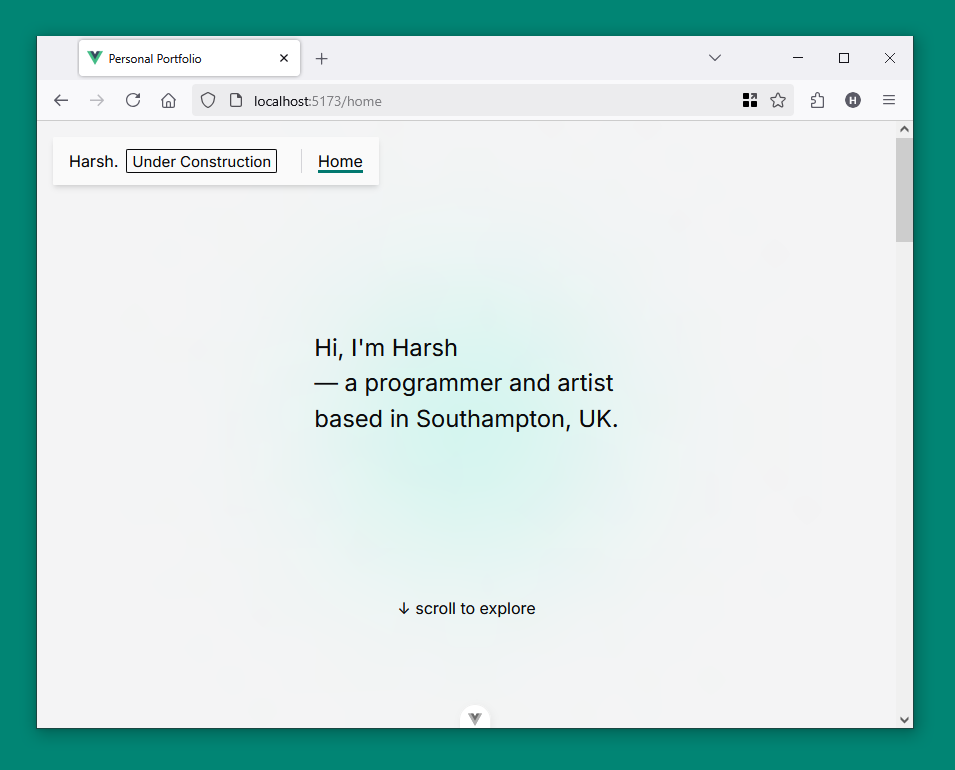 Personal Portfolio
localhost:5173/home
H
Harsh. Under Construction Home
Hi, I'm Harsh
— a programmer and artist
based in Southampton, UK.
↓ scroll to explore